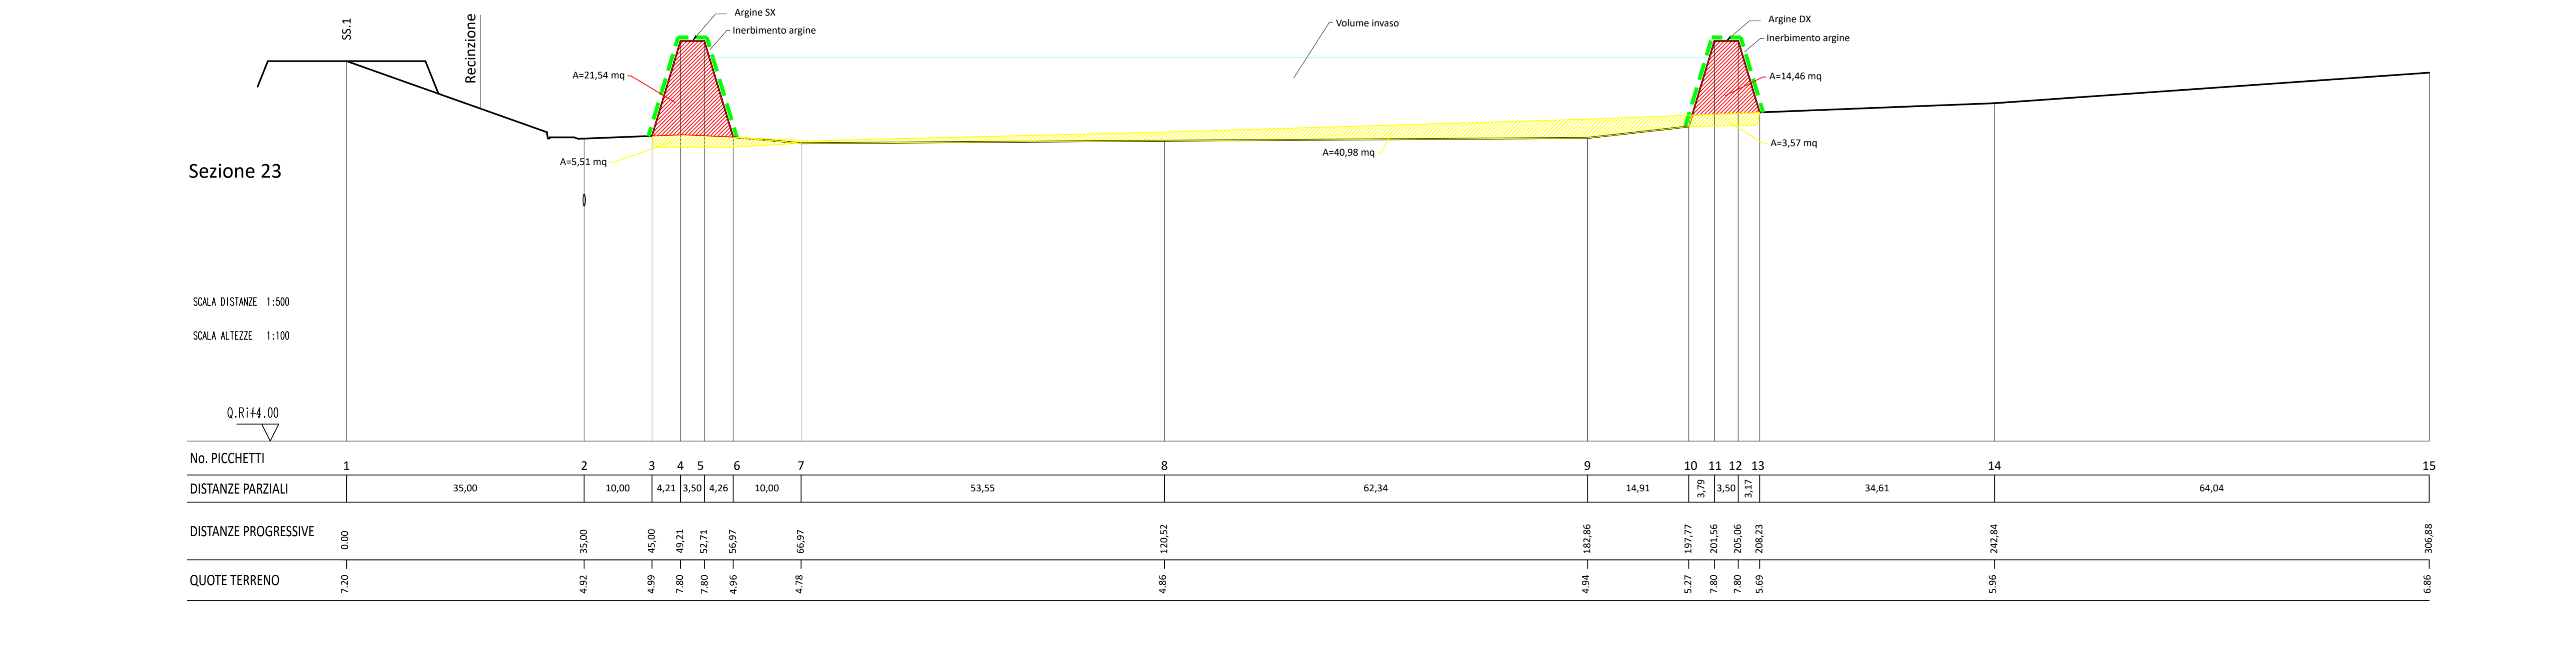 SS.1
Recinzione
Argine SX
Inerbimento argine
Volume invaso
Argine DX
Inerbimento argine
A=21,54 mq
A=14,46 mq
A=5,51 mq
A=40,98 mq
A=3,57 mq
Sezione 23
SCALA DISTANZE 1:500
SCALA ALTEZZE 1:100
Q.Rif4.00
No. PICCHETTI 1 2 3 4 5 6 7 8 9 10 11 12 13 14 15
DISTANZE PARZIALI 35,00 10,00 4,21 3,50 4,26 10,00 53,55 62,34 14,91 3,79 3,50 3,17 34,61 64,04
DISTANZE PROGRESSIVE 0.00 35,00 45,00 49,21 52,71 56,97 66,97 120,52 182,86 197,77 201,56 205,06 208,23 242,84 306,88
QUOTE TERRENO 7.20 4.92 4.99 7.80 7.80 4.96 4.78 4.86 4.94 5.27 7.80 7.80 5.69 5.96 6.86